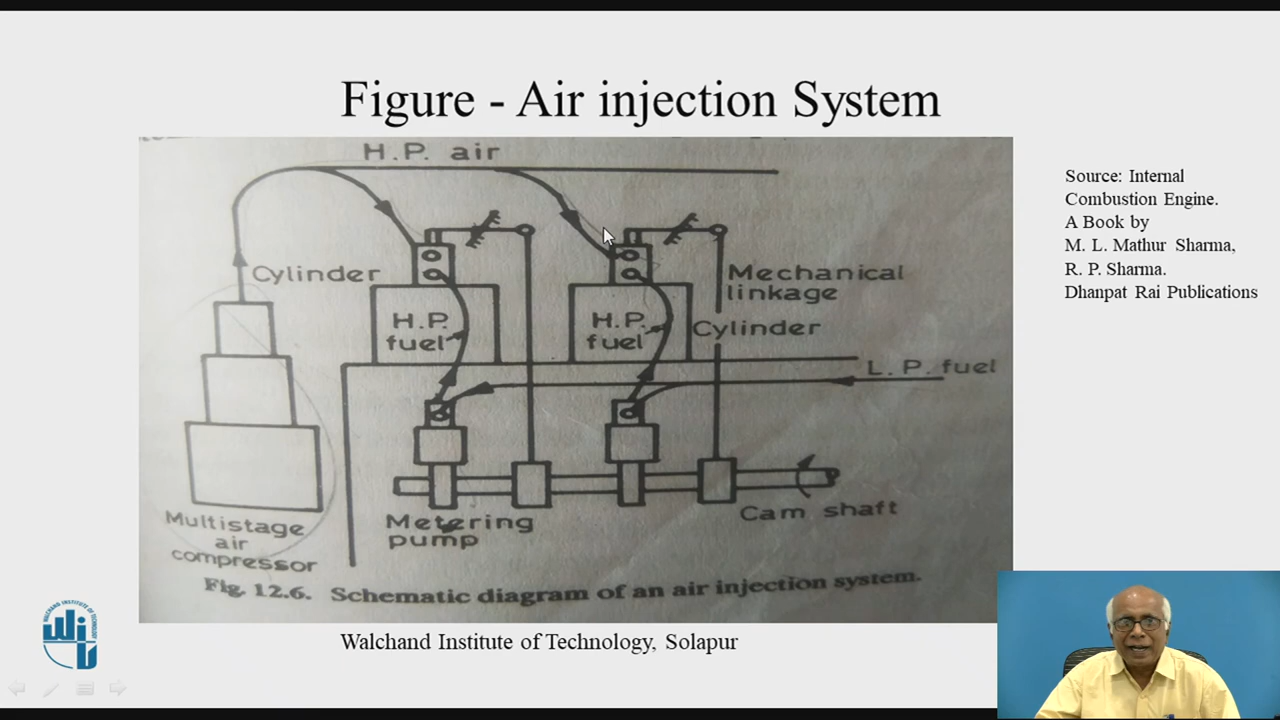 Figure - Air injection System
H.P. air
Cylinder
Mechanical
linkage
H.P.
fuel
H.P.
fuel
Cylinder
L.P. fuel
Multistage
air
compressor
Metering
pump
Cam shaft
Fig. 12.6. Schematic diagram of an air injection system.
Source: Internal
Combustion Engine.
A Book by
M. L. Mathur Sharma,
R. P. Sharma.
Dhanpat Rai Publications
Walchand Institute of Technology, Solapur